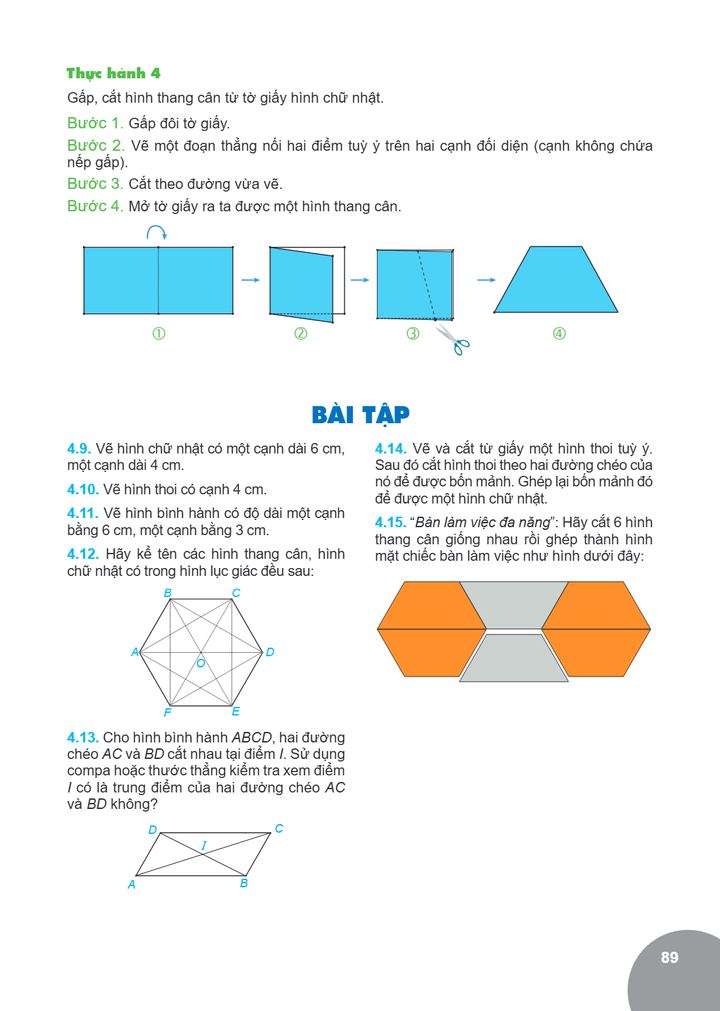 Thực hành 4
Gấp, cắt hình thang cân từ tờ giấy hình chữ nhật.
Bước 1. Gấp đôi tờ giấy.
Bước 2. Vẽ một đoạn thẳng nối hai điểm tuỳ ý trên hai cạnh đối diện (cạnh không chứa
nếp gấp).
Bước 3. Cắt theo đường vừa vẽ.
Bước 4. Mở tờ giấy ra ta được một hình thang cân.
① ② ③ ④
BÀI TẬP
4.9. Vẽ hình chữ nhật có một cạnh dài 6 cm,
một cạnh dài 4 cm.
4.10. Vẽ hình thoi có cạnh 4 cm.
4.11. Vẽ hình bình hành có độ dài một cạnh
bằng 6 cm, một cạnh bằng 3 cm.
4.12. Hãy kể tên các hình thang cân, hình
chữ nhật có trong hình lục giác đều sau:
B C
A D
O
F E
4.13. Cho hình bình hành ABCD, hai đường
chéo AC và BD cắt nhau tại điểm I. Sử dụng
compa hoặc thước thẳng kiểm tra xem điểm
I có là trung điểm của hai đường chéo AC
và BD không?
D C
I
A B
4.14. Vẽ và cắt từ giấy một hình thoi tuỳ ý.
Sau đó cắt hình thoi theo hai đường chéo của
nó để được bốn mảnh. Ghép lại bốn mảnh đó
để được một hình chữ nhật.
4.15. “Bàn làm việc đa năng”: Hãy cắt 6 hình
thang cân giống nhau rồi ghép thành hình
mặt chiếc bàn làm việc như hình dưới đây:
89